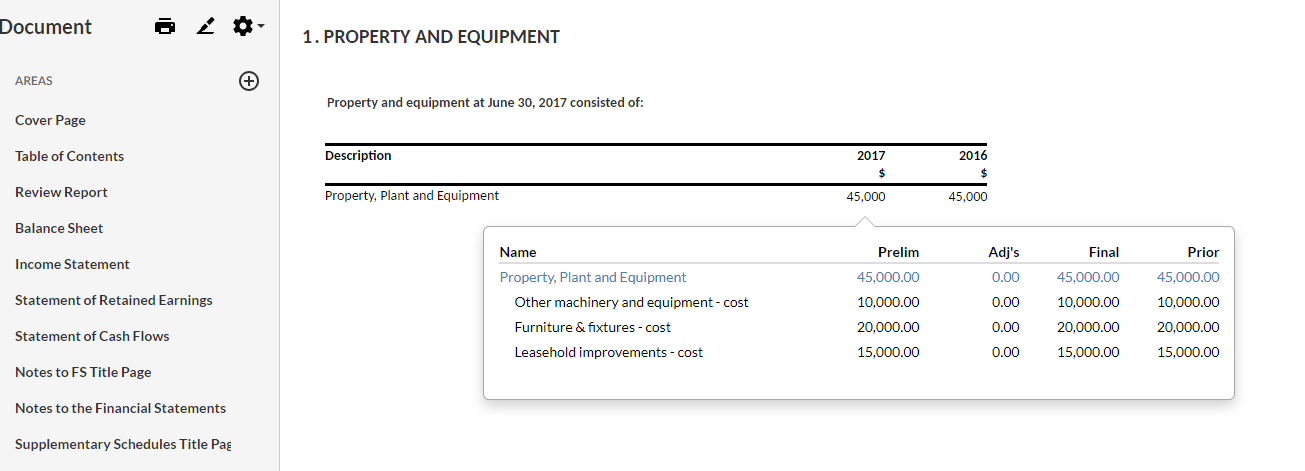 Document
AREAS
Cover Page
Table of Contents
Review Report
Balance Sheet
Income Statement
Statement of Retained Earnings
Statement of Cash Flows
Notes to FS Title Page
Notes to the Financial Statements
Supplementary Schedules Title Pag
1. PROPERTY AND EQUIPMENT
Property and equipment at June 30, 2017 consisted of:
Description 2017 2016
$ $
Property, Plant and Equipment 45,000 45,000
Name Prelim Adj's Final Prior
Property, Plant and Equipment 45,000.00 0.00 45,000.00 45,000.00
Other machinery and equipment - cost 10,000.00 0.00 10,000.00 10,000.00
Furniture & fixtures - cost 20,000.00 0.00 20,000.00 20,000.00
Leasehold improvements - cost 15,000.00 0.00 15,000.00 15,000.00